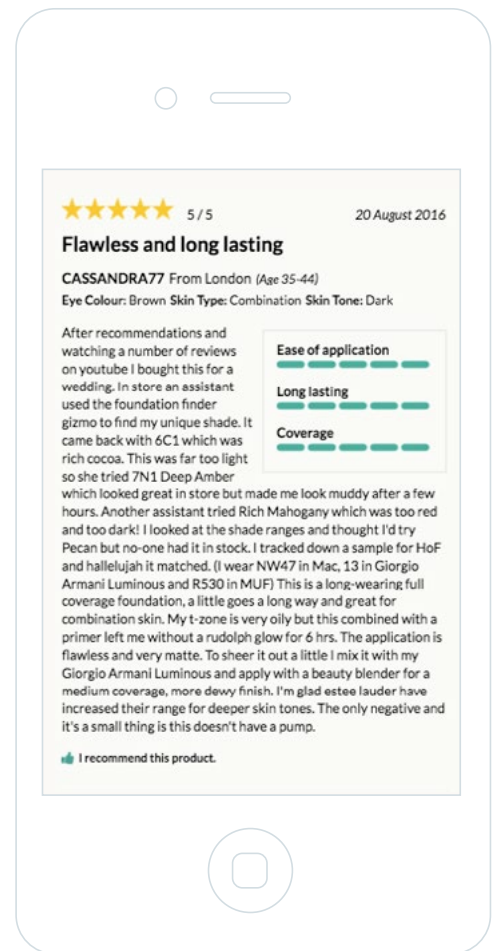 5/5
20 August 2016
Flawless and long lasting
CASSANDRA77 From London (Age 35-44)
Eye Colour: Brown Skin Type: Combination Skin Tone: Dark
After recommendations and
watching a number of reviews
on youtube I bought this for a
wedding. In store an assistant
used the foundation finder
gizmo to find my unique shade. It
came back with 6C1 which was
rich cocoa. This was far too light
so she tried 7N1 Deep Amber
Ease of application
Long lasting
Coverage
which looked great in store but made me look muddy after a few
hours. Another assistant tried Rich Mahogany which was too red
and too dark! I looked at the shade ranges and thought I'd try
Pecan but no-one had it in stock. I tracked down a sample for HoF
and hallelujah it matched. (I wear NW47 in Mac, 13 in Giorgio
Armani Luminous and R530 in MUF) This is a long-wearing full
coverage foundation, a little goes a long way and great for
combination skin. My t-zone is very oily but this combined with a
primer left me without a rudolph glow for 6 hrs. The application is
flawless and very matte. To sheer it out a little I mix it with my
Giorgio Armani Luminous and apply with a beauty blender for a
medium coverage, more dewy finish. I'm glad estee lauder have
increased their range for deeper skin tones. The only negative and
it's a small thing is this doesn't have a pump.
I recommend this product.